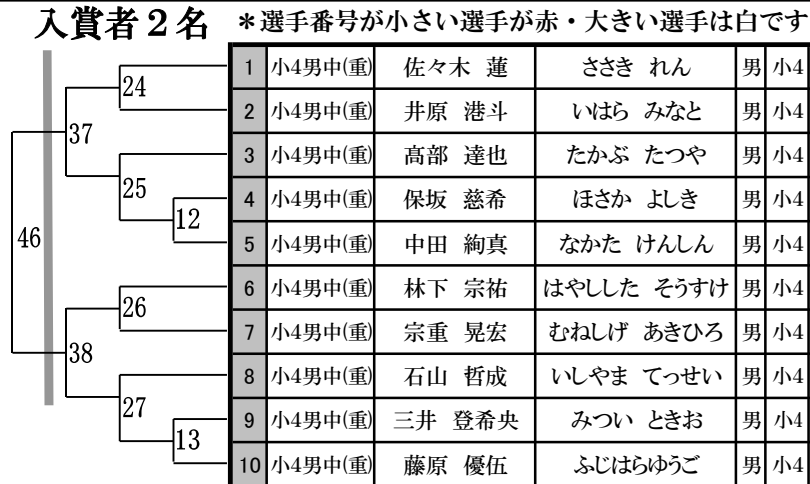 入賞者２名 ＊選手番号が小さい選手が赤・大きい選手は白です
1 小4男中(重) 佐々木 蓮 ささき れん 男 小4
24
2 小4男中(重) 井原 港斗 いはら みなと 男 小4
37
3 小4男中(重) 高部 達也 たかぶ たつや 男 小4
25
4 小4男中(重) 保坂 慈希 ほさか よしき 男 小4
12
5 小4男中(重) 中田 絢真 なかた けんしん 男 小4
46
6 小4男中(重) 林下 宗祐 はやしした そうすけ 男 小4
26
7 小4男中(重) 宗重 晃宏 むねしげ あきひろ 男 小4
38
8 小4男中(重) 石山 哲成 いしやま てっせい 男 小4
27
9 小4男中(重) 三井 登希央 みつい ときお 男 小4
13
10 小4男中(重) 藤原 優伍 ふじはらゆうご 男 小4